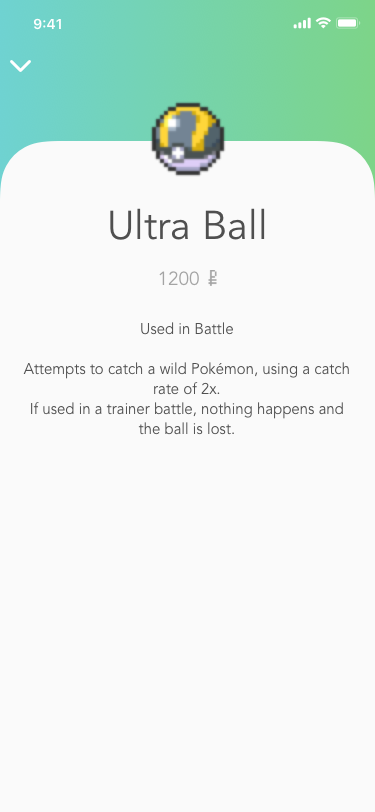 9:41
Ultra Ball
1200 ₽
Used in Battle
Attempts to catch a wild Pokémon, using a catch
rate of 2x.
If used in a trainer battle, nothing happens and
the ball is lost.